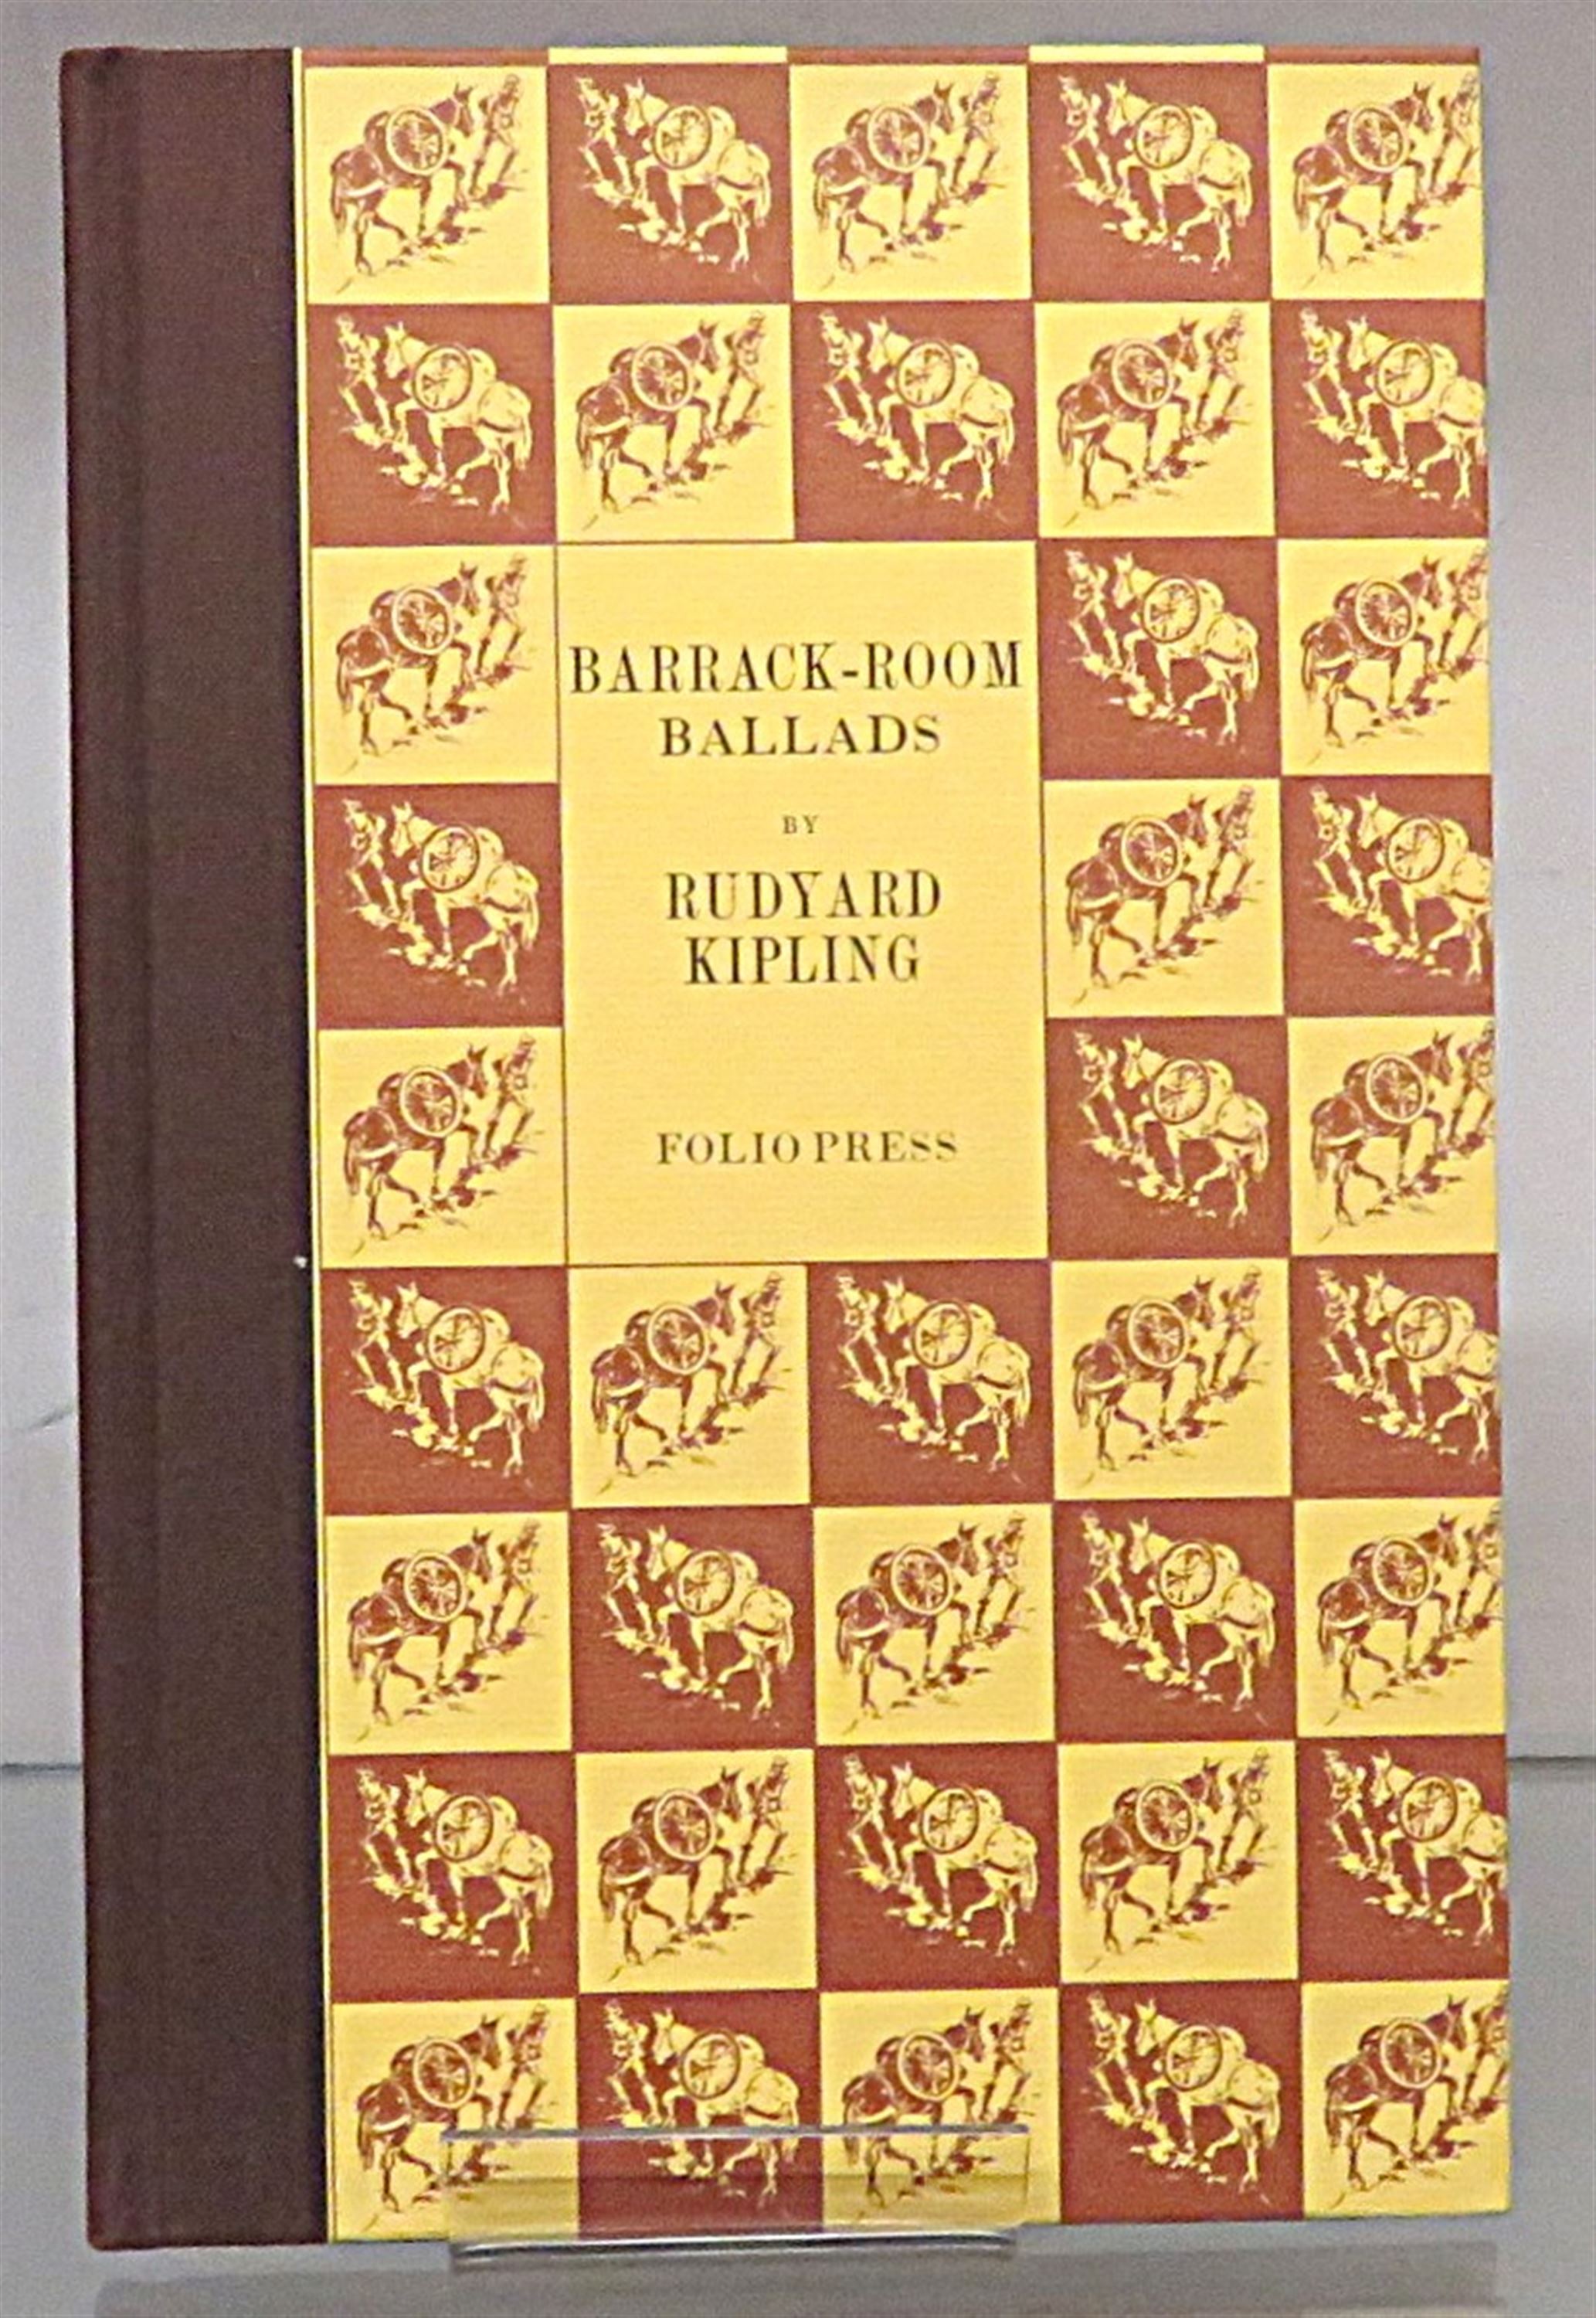 BARRACK-ROOM
BALLADS
BY
RUDYARD
KIPLING
FOLIO PRESS